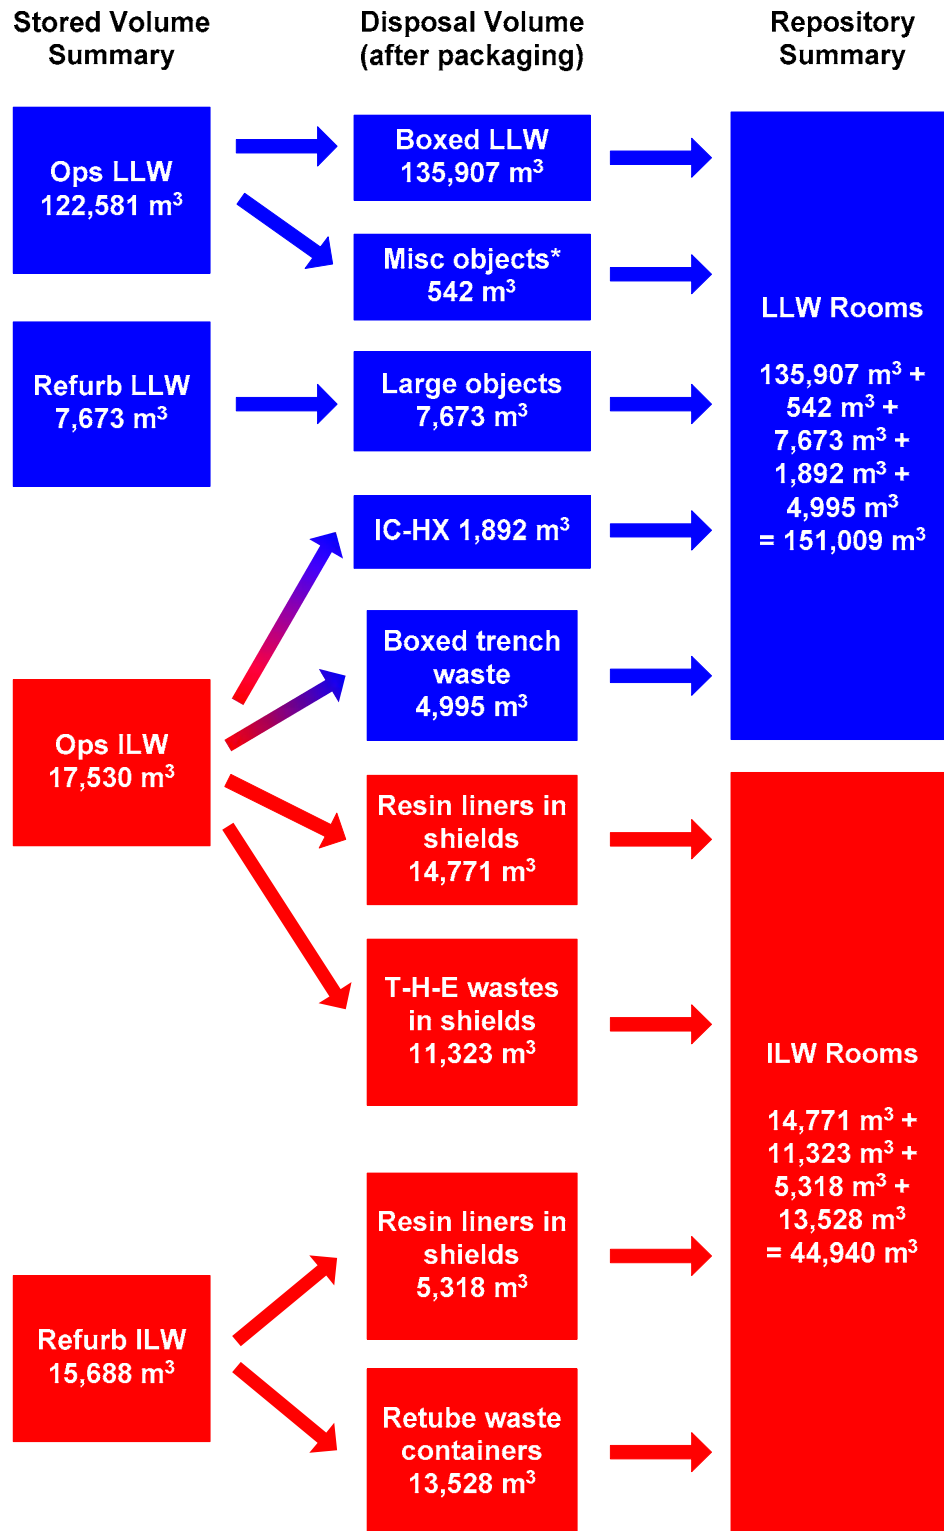 Stored Volume
Summary
Disposal Volume
(after packaging)
Repository
Summary
Ops LLW
122,581 m³
Refurb LLW
7,673 m³
Ops ILW
17,530 m³
Refurb ILW
15,688 m³
Boxed LLW
135,907 m³
Misc objects*
542 m³
Large objects
7,673 m³
IC-HX 1,892 m³
Boxed trench
waste
4,995 m³
Resin liners in
shields
14,771 m³
T-H-E wastes
in shields
11,323 m³
Resin liners in
shields
5,318 m³
Retube waste
containers
13,528 m³
LLW Rooms
135,907 m³ +
542 m³ +
7,673 m³ +
1,892 m³ +
4,995 m³
= 151,009 m³
ILW Rooms
14,771 m³ +
11,323 m³ +
5,318 m³ +
13,528 m³
= 44,940 m³